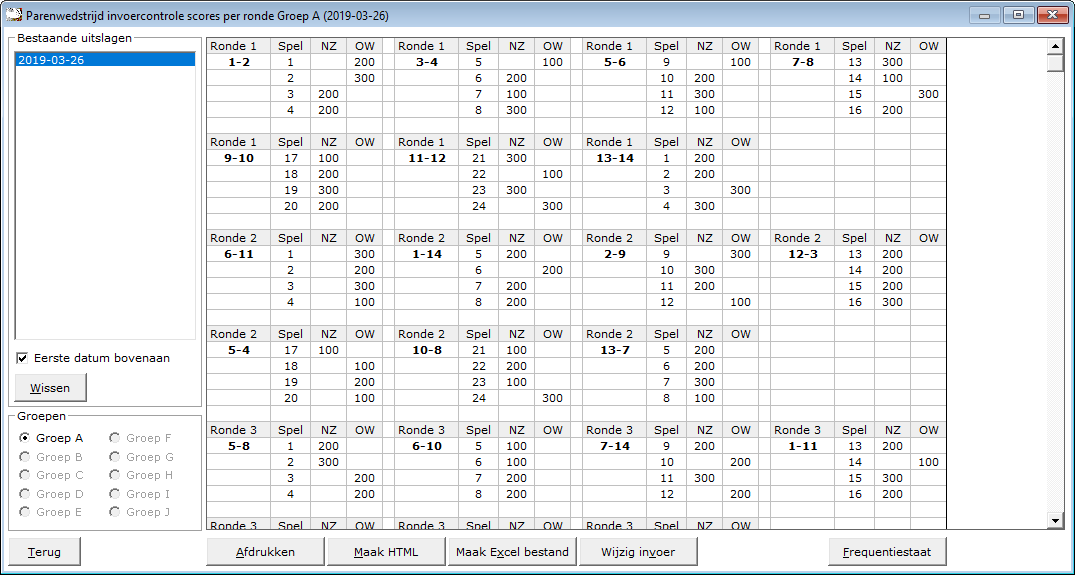 Parenwedstrijd invoercontrole scores per ronde Groep A (2019-03-26)
Bestaande uitslagen
2019-03-26
Eerste datum bovenaan
Wissen
Groepen
Groep A Groep F
Groep B Groep G
Groep C Groep H
Groep D Groep I
Groep E Groep J
Ronde 1 Spel NZ OW Ronde 1 Spel NZ OW Ronde 1 Spel NZ OW Ronde 1 Spel NZ OW
1-2 1 200 3-4 5 100 5-6 9 100 7-8 13 300
2 300 6 200 10 200 14 100
3 200 7 100 11 300 15 300
4 200 8 300 12 100 16 200
Ronde 1 Spel NZ OW Ronde 1 Spel NZ OW Ronde 1 Spel NZ OW
9-10 17 100 11-12 21 300 13-14 1 200
18 200 22 100 2 200
19 300 23 300 3 300
20 200 24 300 4 300
Ronde 2 Spel NZ OW Ronde 2 Spel NZ OW Ronde 2 Spel NZ OW Ronde 2 Spel NZ OW
6-11 1 300 1-14 5 200 2-9 9 300 12-3 13 200
2 200 6 200 10 300 14 200
3 300 7 200 11 200 15 200
4 100 8 200 12 100 16 300
Ronde 2 Spel NZ OW Ronde 2 Spel NZ OW Ronde 2 Spel NZ OW
5-4 17 100 10-8 21 100 13-7 5 200
18 100 22 200 6 200
19 200 23 100 7 300
20 100 24 300 8 100
Ronde 3 Spel NZ OW Ronde 3 Spel NZ OW Ronde 3 Spel NZ OW Ronde 3 Spel NZ OW
5-8 1 200 6-10 5 100 7-14 9 200 1-11 13 200
2 300 6 100 10 200 14 100
3 200 7 200 11 300 15 300
4 200 8 200 12 200 16 200
Ronde 3 Spel NZ OW Ronde 3 Spel NZ OW Ronde 3 Spel NZ OW
Terug Afdrukken Maak HTML Maak Excel bestand Wijzig invoer Frequentiestaat